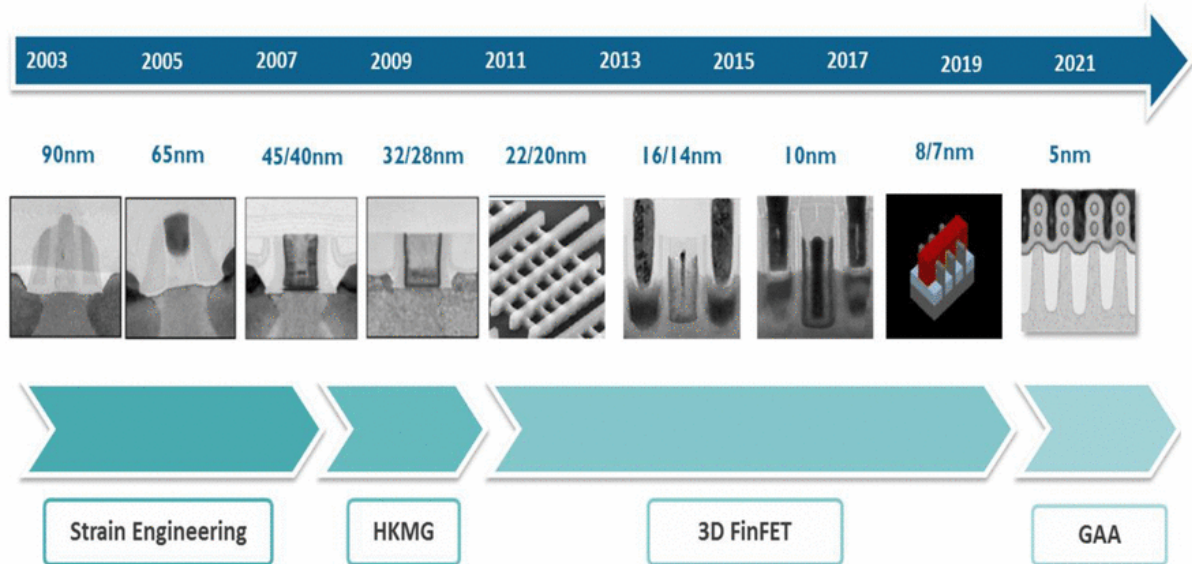 2003 2005 2007 2009 2011 2013 2015 2017 2019 2021
90nm 65nm 45/40nm 32/28nm 22/20nm 16/14nm 10nm 8/7nm 5nm
Strain Engineering HKMG 3D FinFET GAA